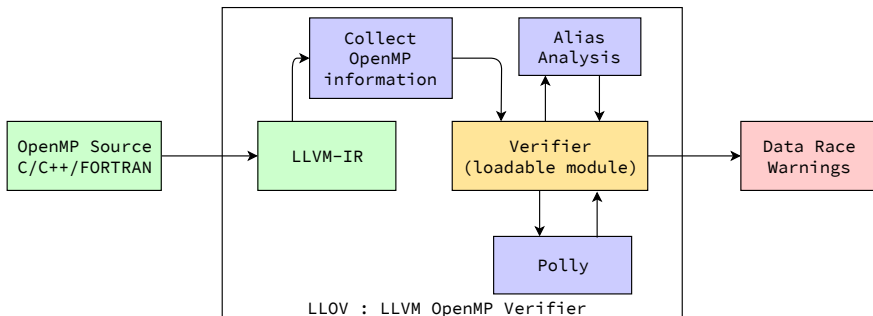 Collect
OpenMP
information
Alias
Analysis
OpenMP Source
C/C++/FORTRAN
LLVM-IR
Verifier
(loadable module)
Data Race
Warnings
Polly
LLOV : LLVM OpenMP Verifier